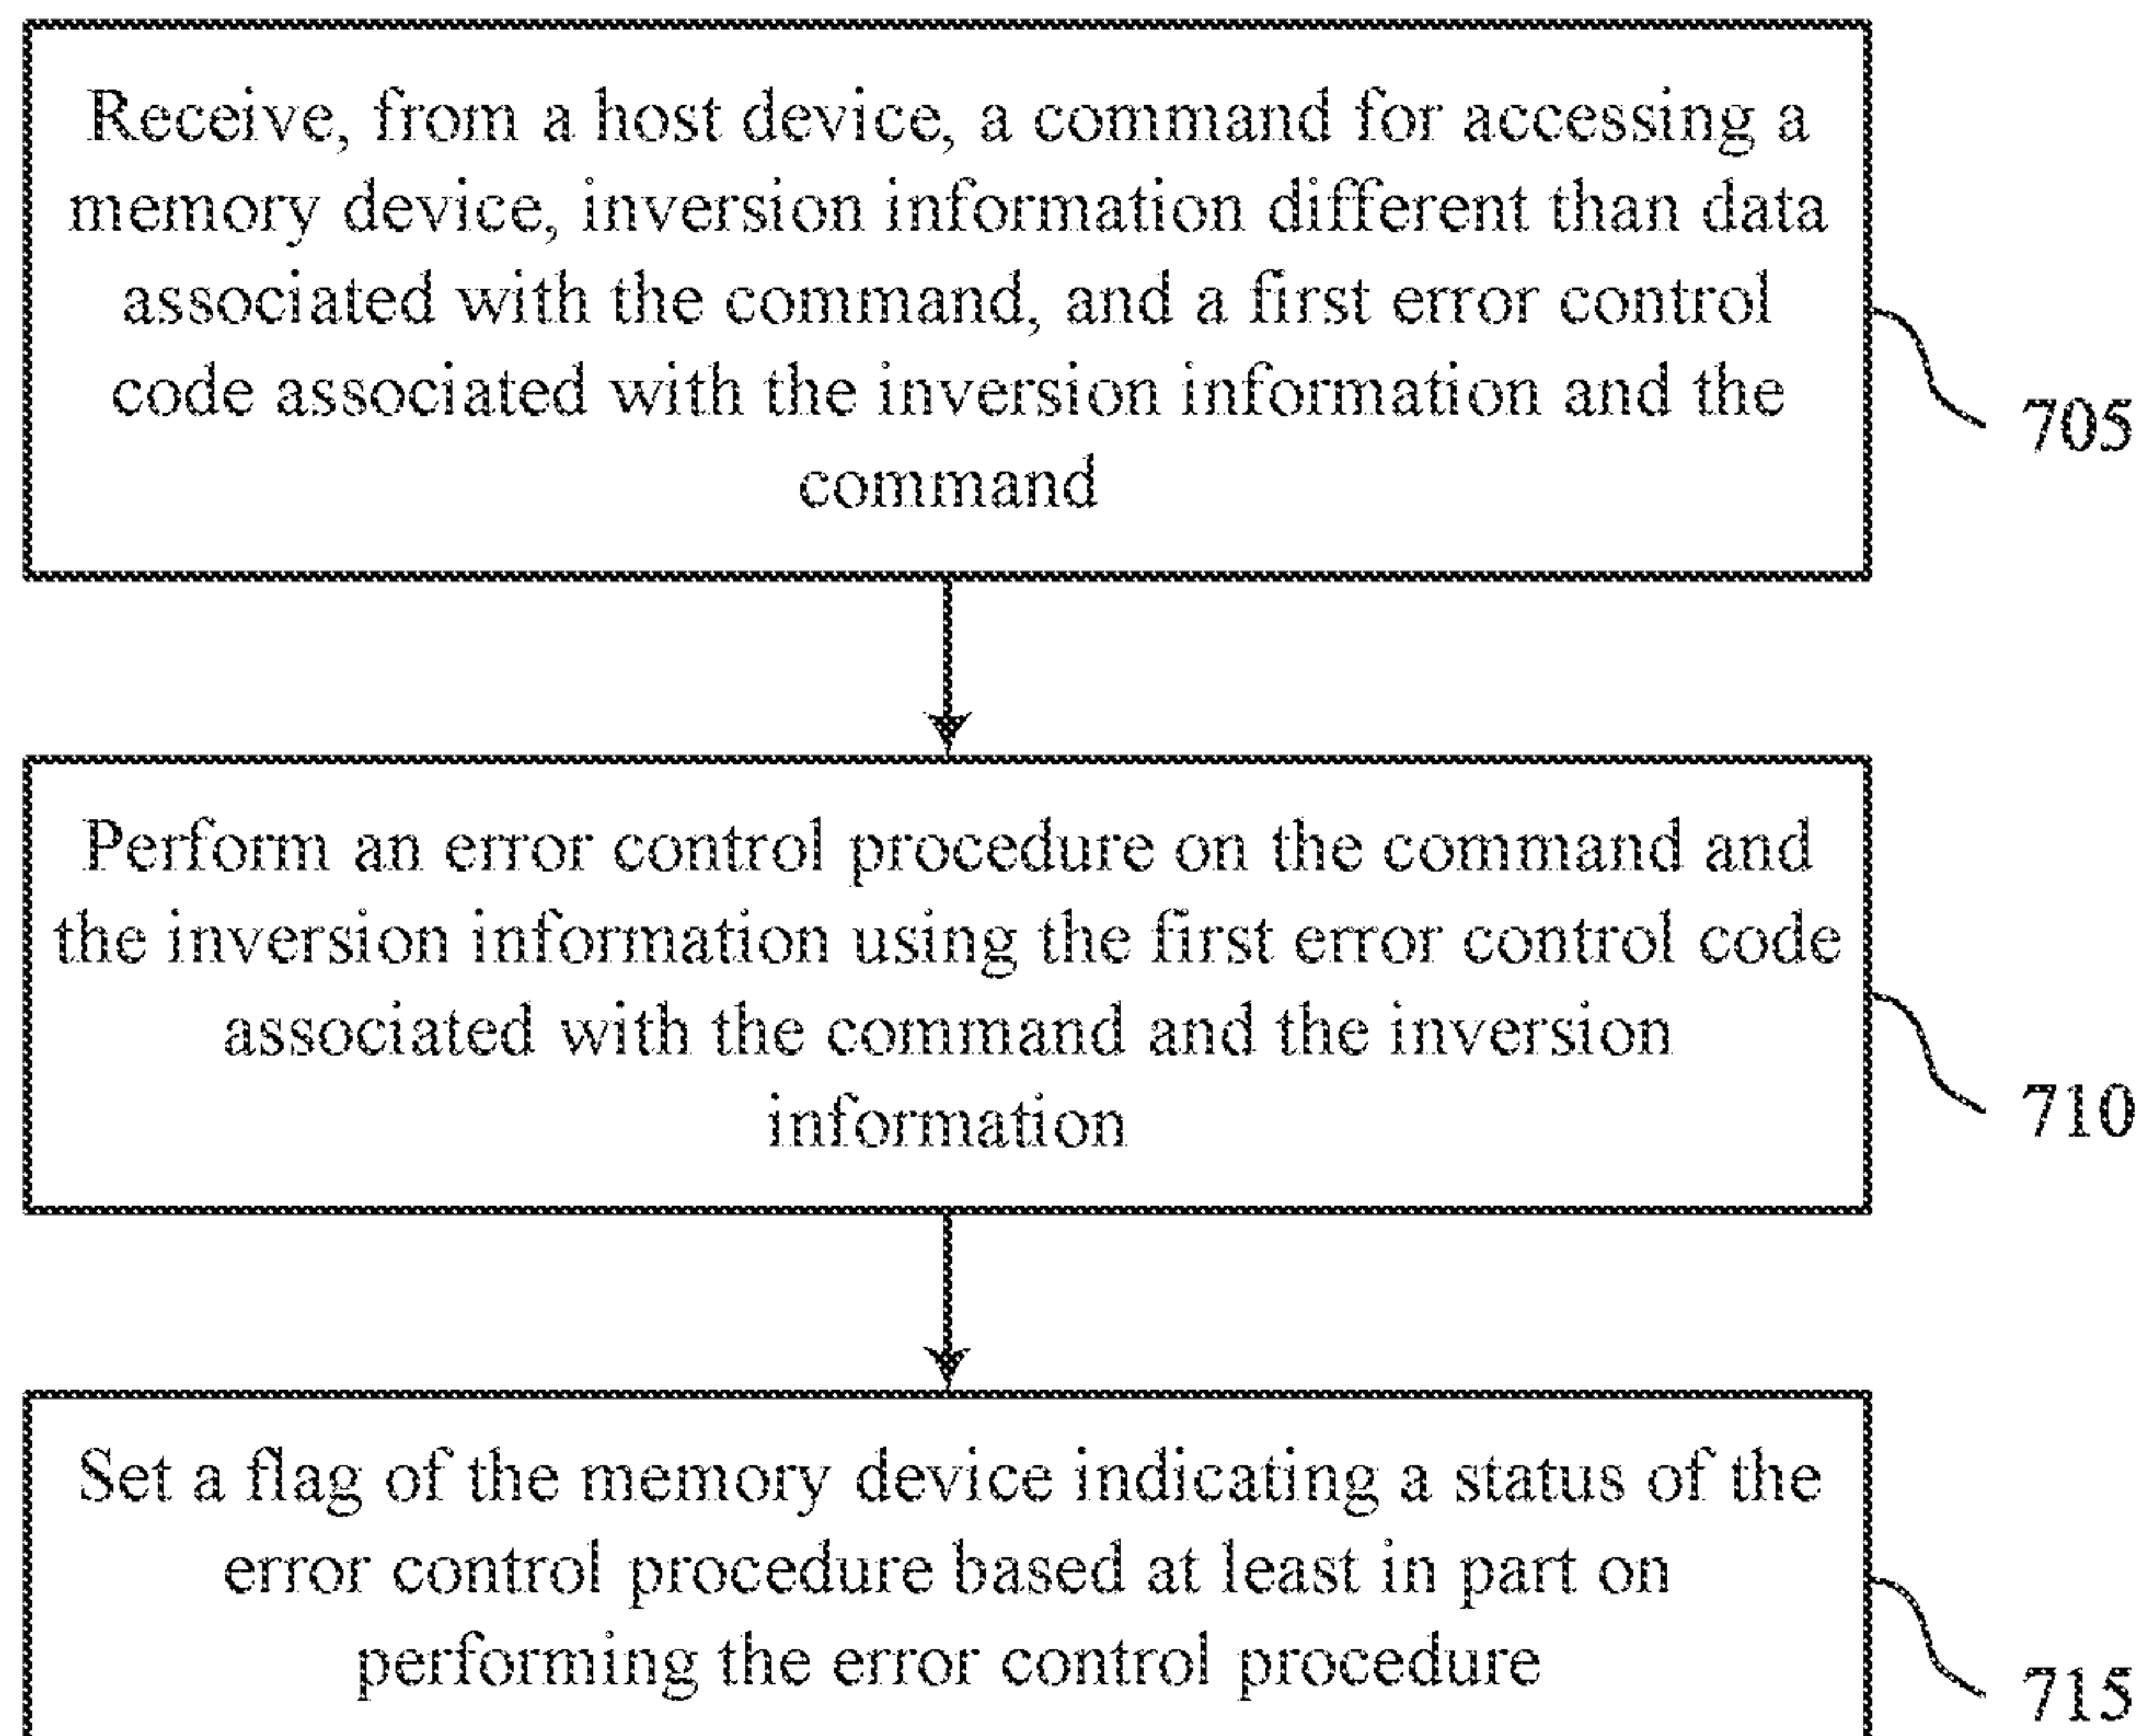 Receive, from a host device, a command for accessing a
memory device, inversion information different than data
associated with the command, and a first error control
code associated with the inversion information and the
command
705
Perform an error control procedure on the command and
the inversion information using the first error control code
associated with the command and the inversion
information
710
Set a flag of the memory device indicating a status of the
error control procedure based at least in part on
performing the error control procedure
715